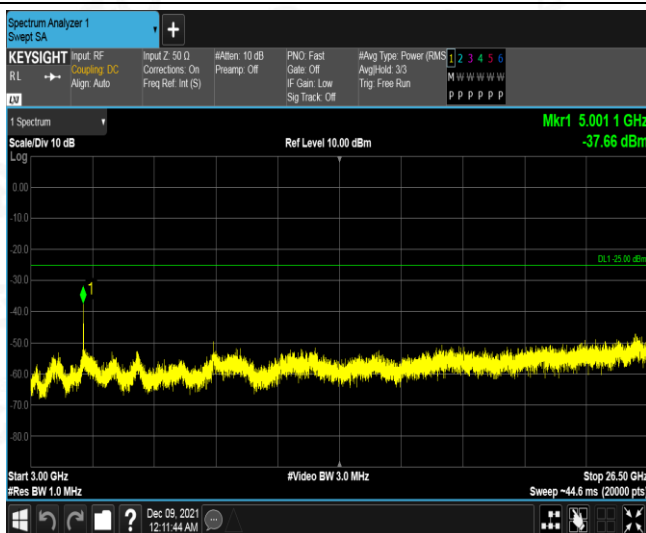 Spectrum Analyzer 1
Swept SA
+
KEYSIGHT Input: RF Input Z: 50 Ω #Atten: 10 dB PNO: Fast #Avg Type: Power (RMS 1 2 3 4 5 6
RL Coupling: DC Corrections: On Preamp: Off Gate: Off Avg|Hold: 3/3 M W W W W W
Align: Auto Freq Ref: Int (S) IF Gain: Low Trig: Free Run
Sig Track: Off P P P P P P
LXI
1 Spectrum Mkr1 5.001 1 GHz
Scale/Div 10 dB Ref Level 10.00 dBm -37.66 dBm
Log
0.00
-10.0
-20.0
DL1 -25.00 dBm
-30.0
1
-40.0
-50.0
-60.0
-70.0
-80.0
Start 3.00 GHz #Video BW 3.0 MHz Stop 26.50 GHz
#Res BW 1.0 MHz Sweep ~44.6 ms (20000 pts)
? Dec 09, 2021
12:11:44 AM